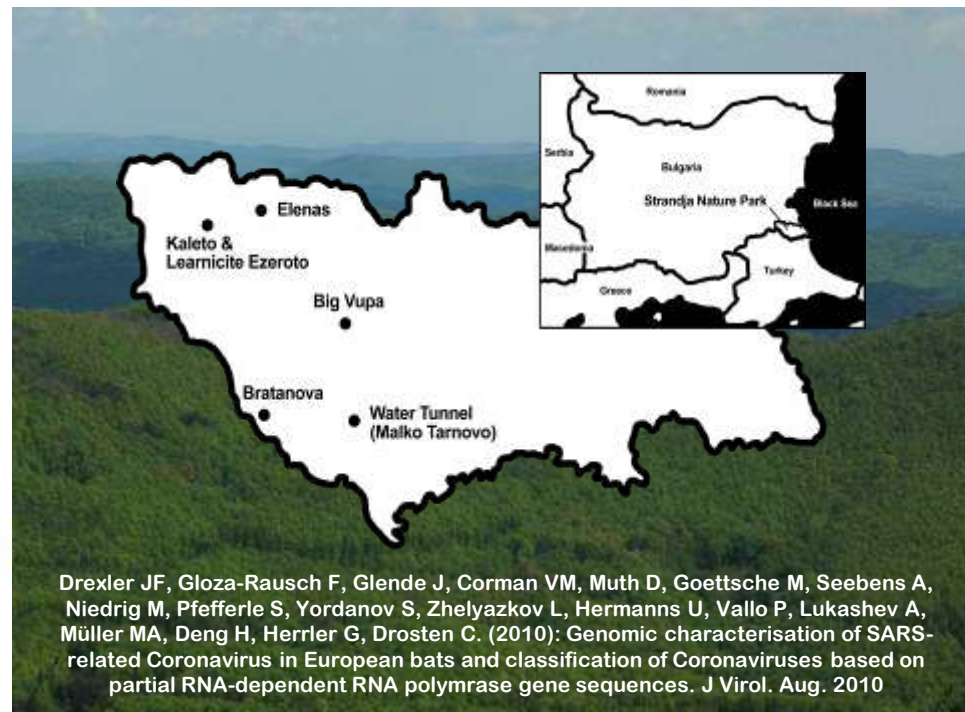 Romania
Serbia
Bulgaria
Strandja Nature Park
Black Sea
Macedonia
Turkey
Greece
Elenas
Kaleto &
Learnicite Ezeroto
Big Vupa
Bratanova
Water Tunnel
(Malko Tarnovo)
Drexler JF, Gloza-Rausch F, Glende J, Corman VM, Muth D, Goettsche M, Seebens A,
Niedrig M, Pfefferle S, Yordanov S, Zhelyazkov L, Hermanns U, Vallo P, Lukashev A,
Müller MA, Deng H, Herrler G, Drosten C. (2010): Genomic characterisation of SARS-
related Coronavirus in European bats and classification of Coronaviruses based on
partial RNA-dependent RNA polymrase gene sequences. J Virol. Aug. 2010